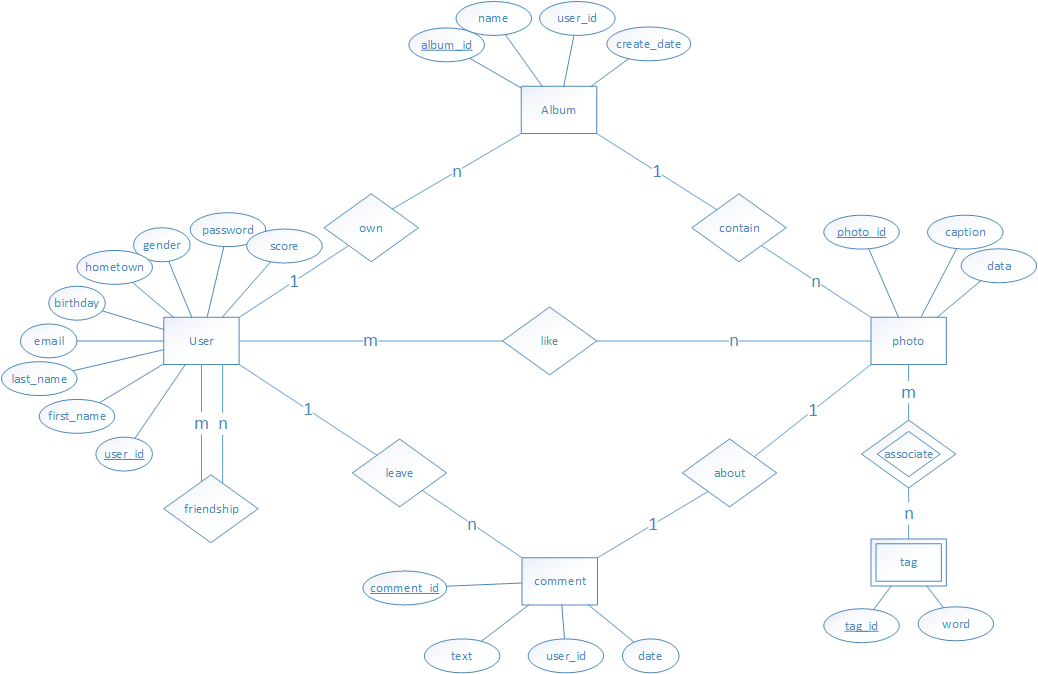 name
user_id
album_id
create_date
Album
n
1
own
contain
password
gender
score
hometown
photo_id
caption
data
1
n
birthday
email
User
m
like
n
photo
last_name
first_name
user_id
m
n
1
1
m
friendship
leave
about
associate
n
1
n
comment
tag
comment_id
text
user_id
date
tag_id
word